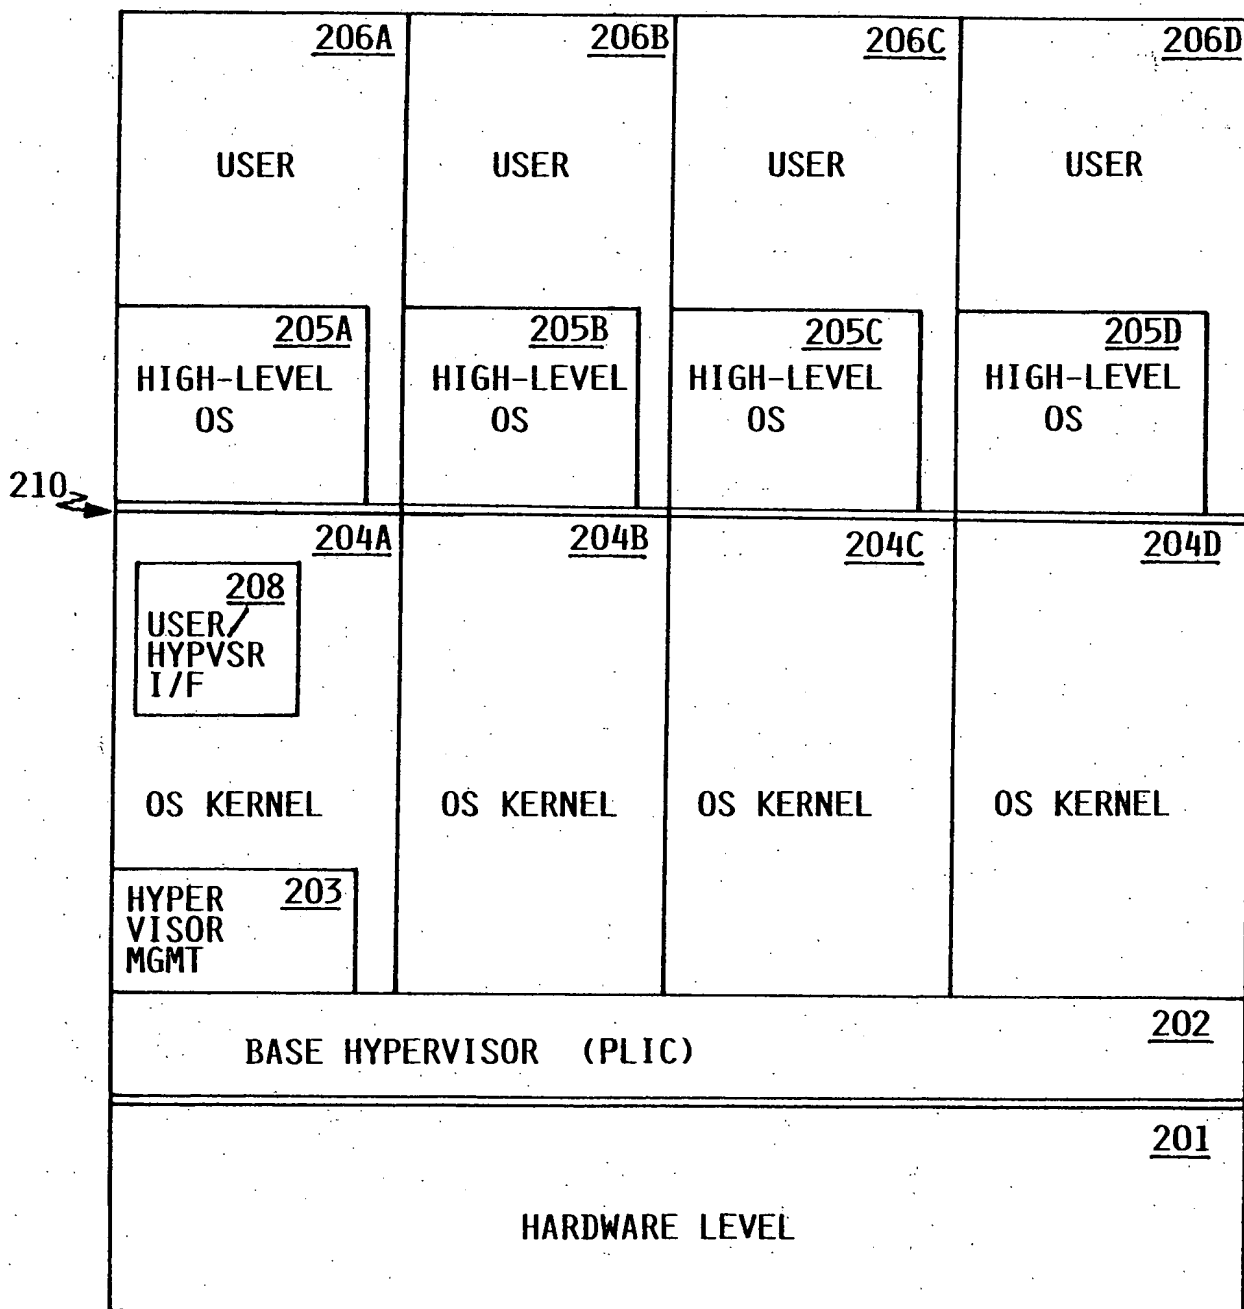 206A 206B 206C 206D
USER USER USER USER
205A 205B 205C 205D
HIGH-LEVEL HIGH-LEVEL HIGH-LEVEL HIGH-LEVEL
OS OS OS OS
210
204A 204B 204C 204D
208
USER/
HYPVSR
I/F
OS KERNEL OS KERNEL OS KERNEL OS KERNEL
HYPER 203
VISOR
MGMT
202
BASE HYPERVISOR (PLIC)
201
HARDWARE LEVEL